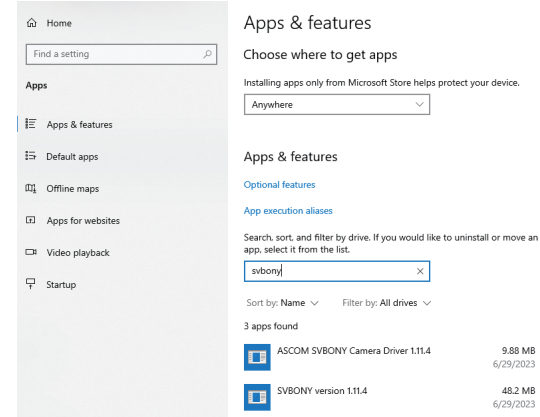 Home
Find a setting
Apps
Apps & features
Default apps
Offline maps
Apps for websites
Video playback
Startup
Apps & features
Choose where to get apps
Installing apps only from Microsoft Store helps protect your device.
Anywhere
Apps & features
Optional features
App execution aliases
Search, sort, and filter by drive. If you would like to uninstall or move an
app, select it from the list.
svbony
Sort by: Name Filter by: All drives
3 apps found
ASCOM SVBONY Camera Driver 1.11.4 9.88 MB
6/29/2023
SVBONY version 1.11.4 48.2 MB
6/29/2023